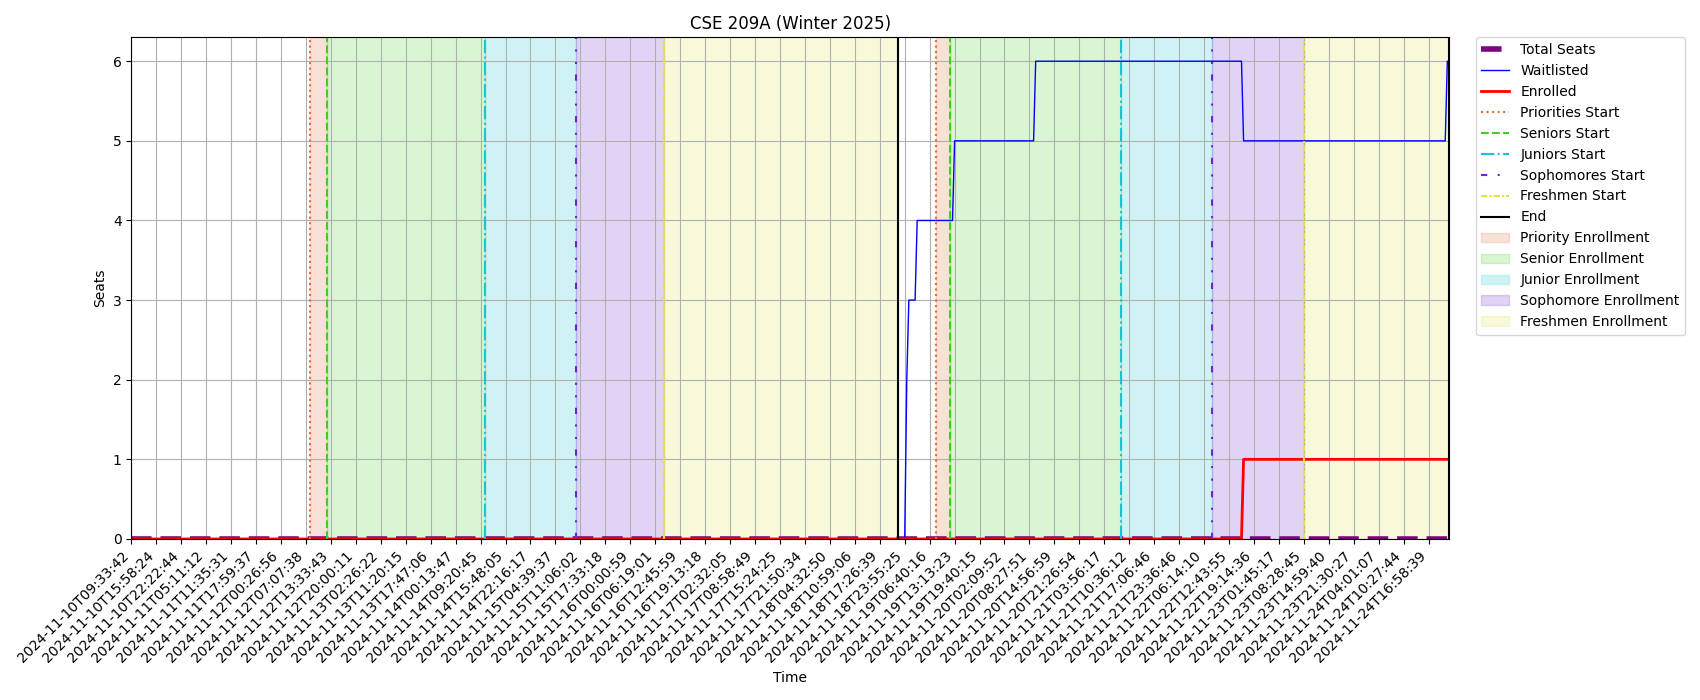 CSE 209A (Winter 2025)
Seats
6
5
4
3
2
1
0
2024-11-10T09:33:42
2024-11-10T15:58:24
2024-11-10T22:22:44
2024-11-11T05:11:12
2024-11-11T11:35:31
2024-11-11T17:59:37
2024-11-12T00:26:56
2024-11-12T07:07:38
2024-11-12T13:33:43
2024-11-12T20:00:11
2024-11-13T02:26:22
2024-11-13T11:20:15
2024-11-13T17:47:06
2024-11-14T00:13:47
2024-11-14T09:20:45
2024-11-14T15:48:05
2024-11-14T22:16:17
2024-11-15T04:39:37
2024-11-15T11:06:02
2024-11-15T17:33:18
2024-11-16T00:00:59
2024-11-16T06:19:01
2024-11-16T12:45:59
2024-11-16T19:13:18
2024-11-17T02:32:05
2024-11-17T08:58:49
2024-11-17T15:24:25
2024-11-17T21:50:34
2024-11-18T04:32:50
2024-11-18T10:59:06
2024-11-18T17:26:39
2024-11-18T23:55:25
2024-11-19T06:40:16
2024-11-19T13:13:23
2024-11-19T19:40:15
2024-11-20T02:09:52
2024-11-20T08:27:51
2024-11-20T14:56:59
2024-11-20T21:26:54
2024-11-21T03:56:17
2024-11-21T10:36:12
2024-11-21T17:06:46
2024-11-21T23:36:46
2024-11-22T06:14:10
2024-11-22T12:43:55
2024-11-22T19:14:36
2024-11-23T01:45:17
2024-11-23T08:28:45
2024-11-23T14:59:40
2024-11-23T21:30:27
2024-11-24T04:01:07
2024-11-24T10:27:44
2024-11-24T16:58:39
Time
Total Seats
Waitlisted
Enrolled
Priorities Start
Seniors Start
Juniors Start
Sophomores Start
Freshmen Start
End
Priority Enrollment
Senior Enrollment
Junior Enrollment
Sophomore Enrollment
Freshmen Enrollment